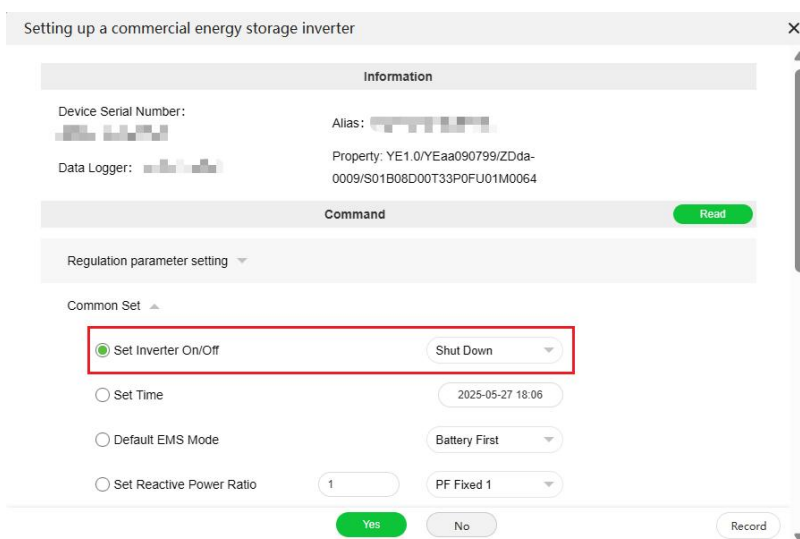 Setting up a commercial energy storage inverter
Information
Device Serial Number:
Alias:
Data Logger:
Property: YE1.0/YEaa090799/ZDda-
0009/S01B08D00T33P0FU01M0064
Command Read
Regulation parameter setting
Common Set
Set Inverter On/Off Shut Down
Set Time 2025-05-27 18:06
Default EMS Mode Battery First
Set Reactive Power Ratio 1 PF Fixed 1
Yes No Record